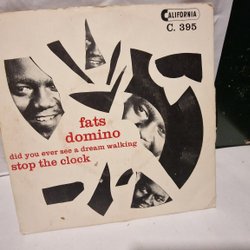 CALIFORNIA
C. 395
fats
domino
did you ever see a dream walking
stop the clock